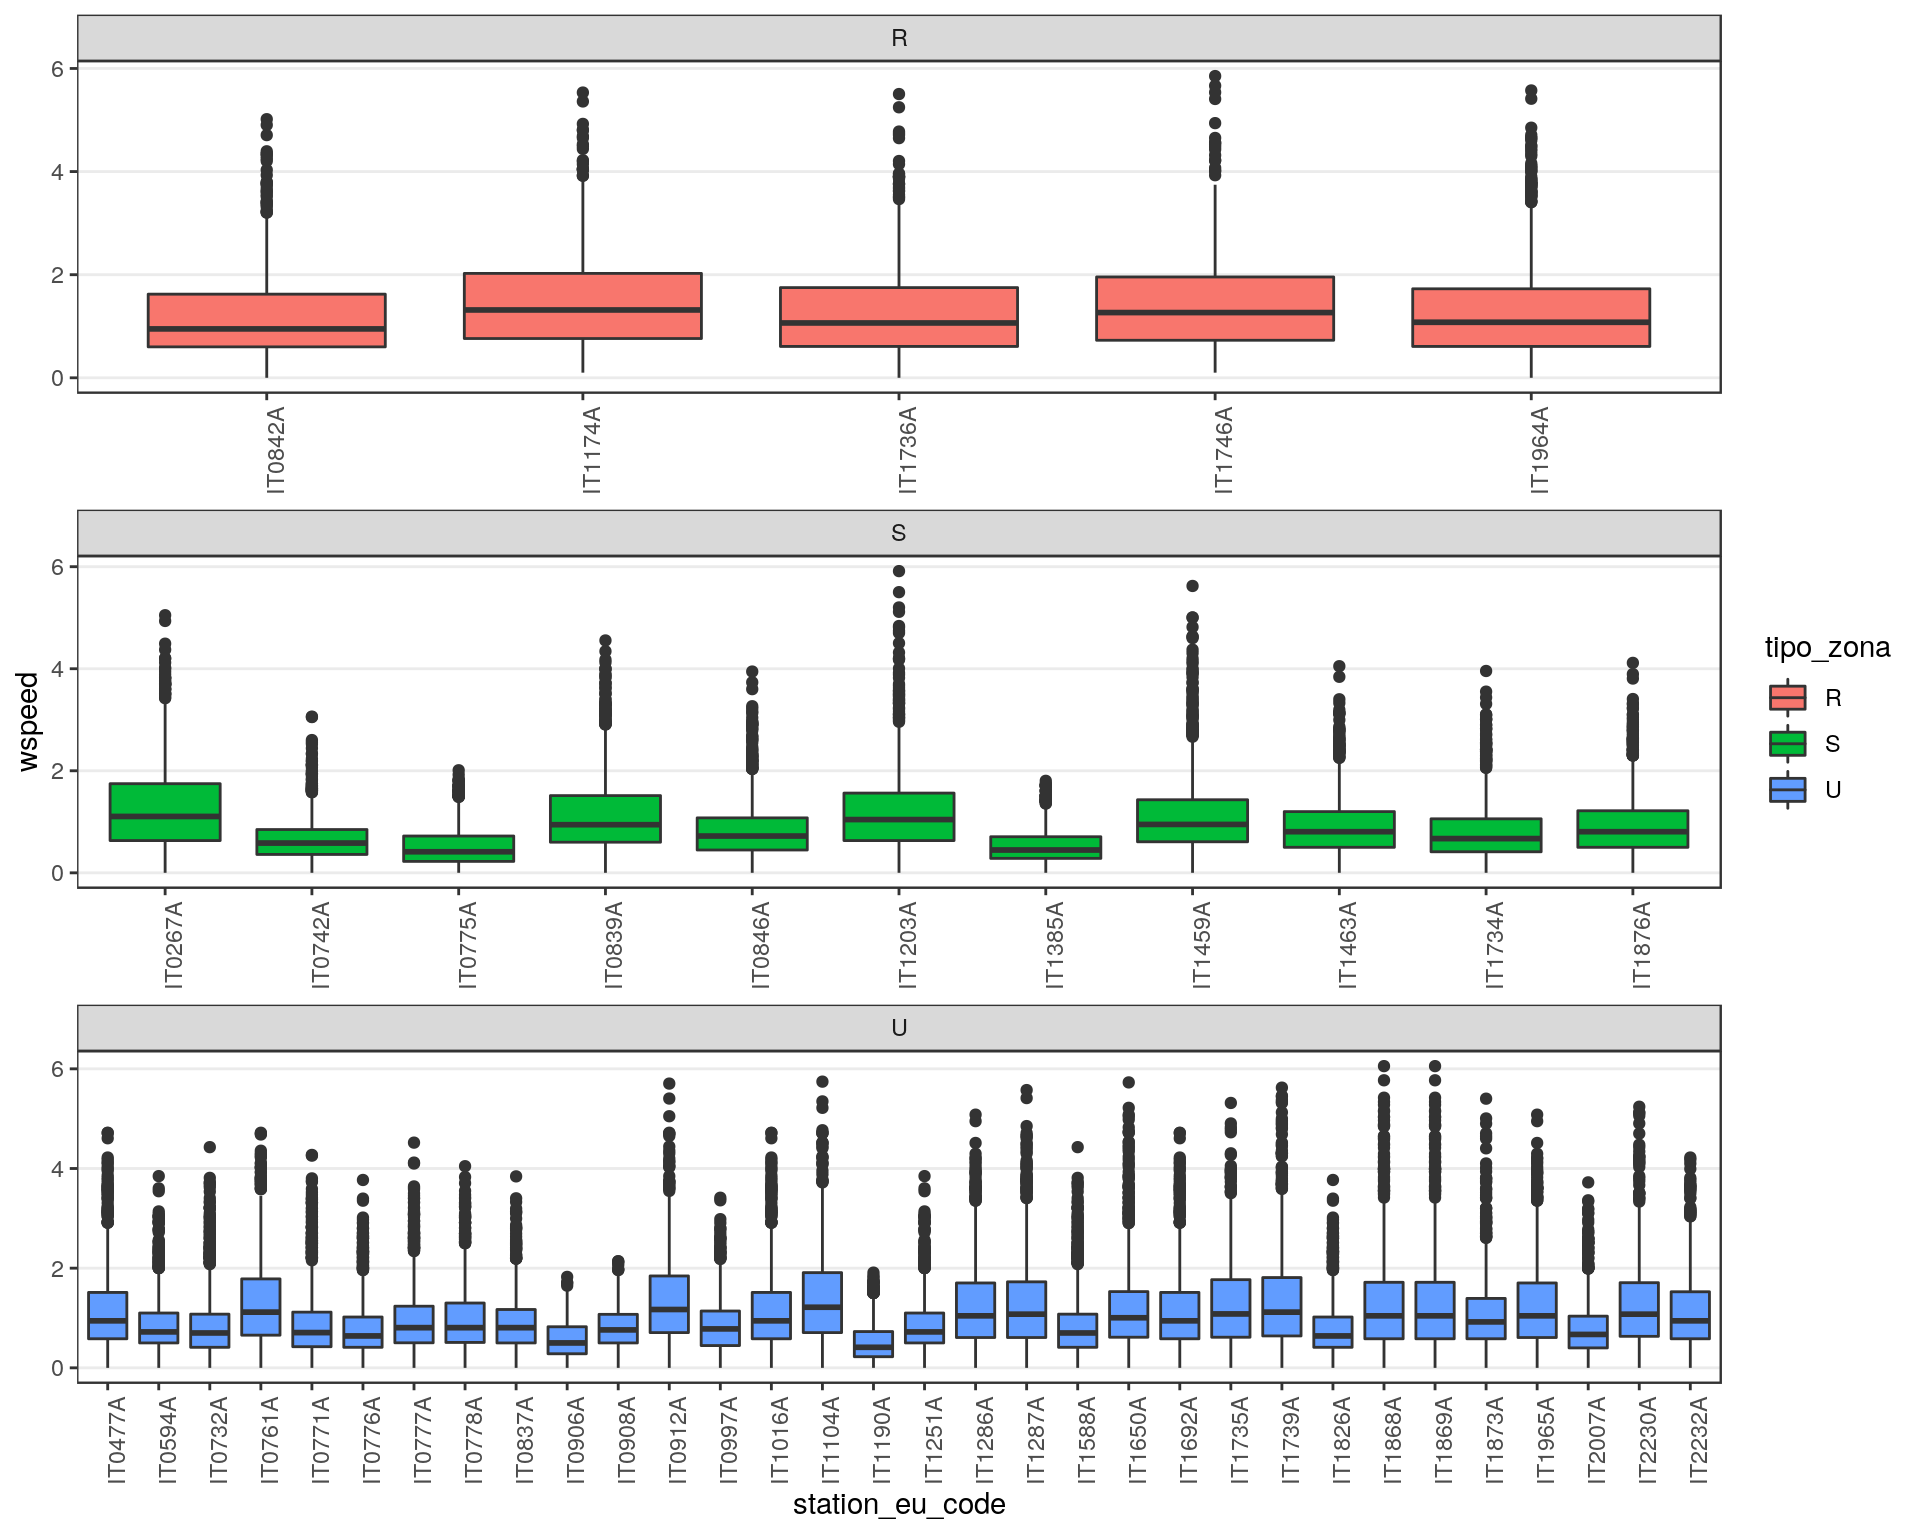 R
6
4
2
0
IT0842A IT1174A IT1736A IT1746A IT1964A
S
6
4
2
0
IT0267A IT0742A IT0775A IT0839A IT0846A IT1203A IT1385A IT1459A IT1463A IT1734A IT1876A
U
6
4
2
0
IT0477A IT0594A IT0732A IT0761A IT0771A IT0776A IT0777A IT0778A IT0837A IT0906A IT0908A IT0912A IT0997A IT1016A IT1104A IT1190A IT1251A IT1286A IT1287A IT1588A IT1650A IT1692A IT1735A IT1739A IT1826A IT1868A IT1869A IT1873A IT1965A IT2007A IT2230A IT2232A
station_eu_code
wspeed
tipo_zona
R
S
U